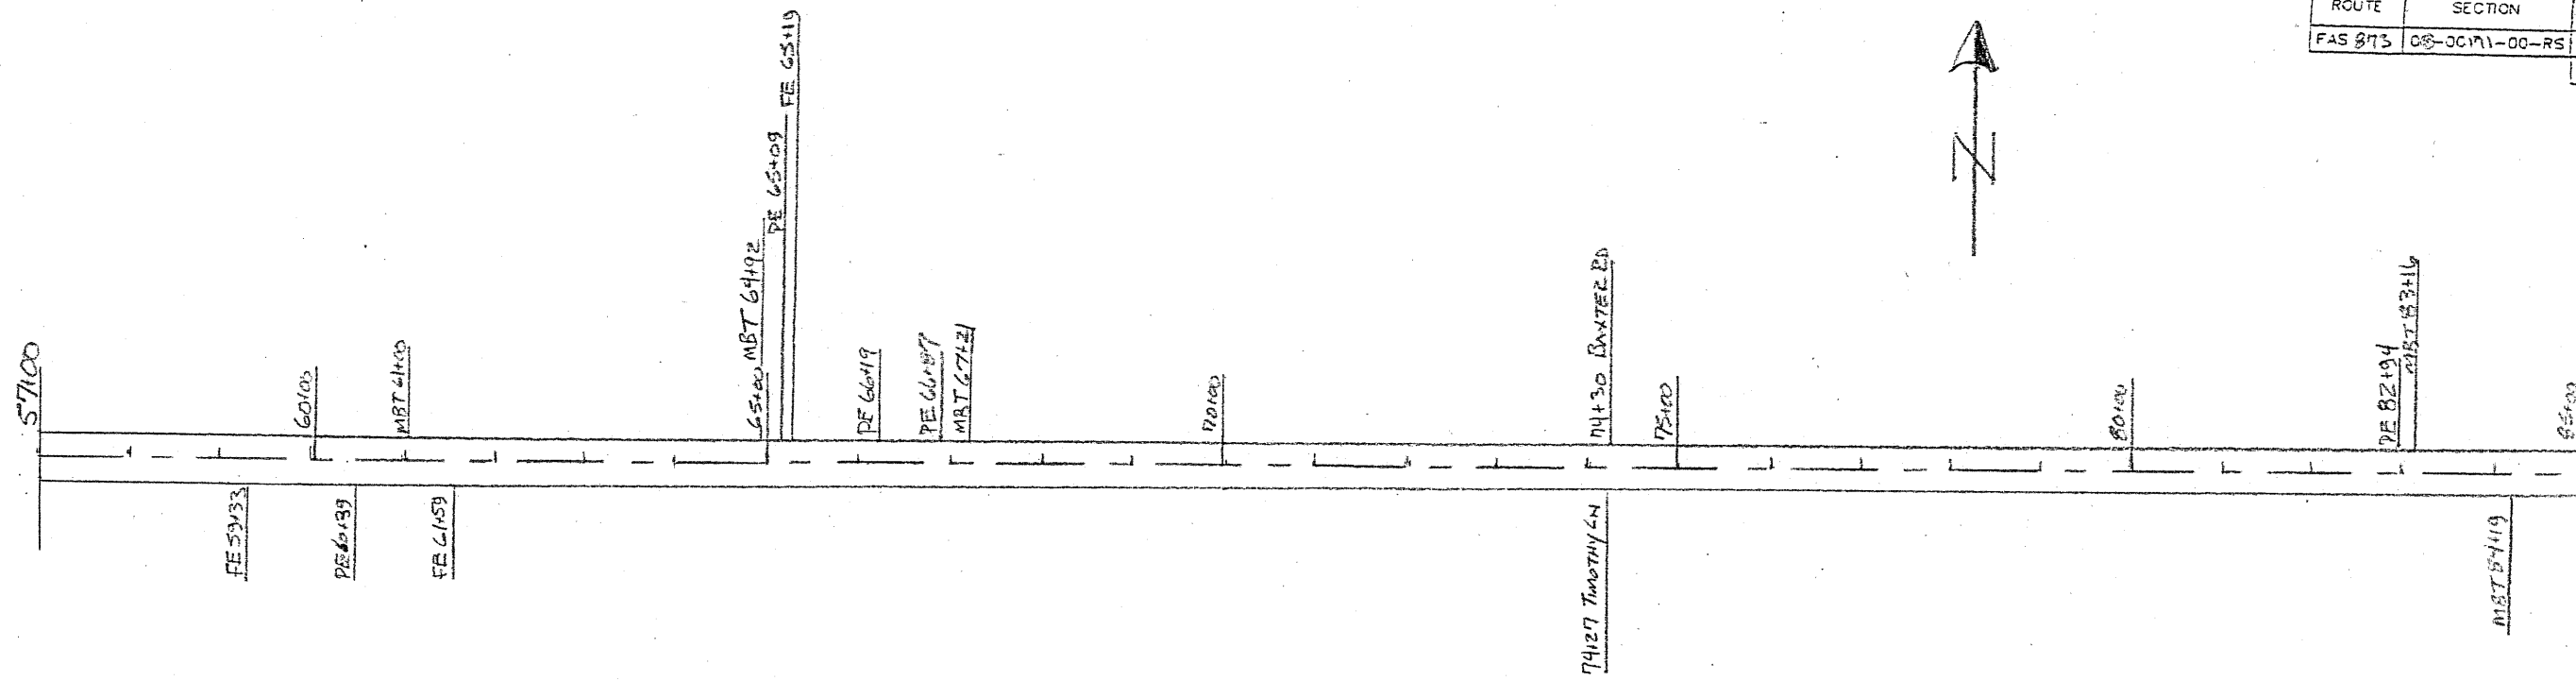 ROUTE SECTION
FAS 873 08-00171-00-RS
57+00
60+00
MBT 61+00
65+00 MBT 64+92
PE 65+09
FE 65+19
PE 66+19
PE 66+87
MBT 67+21
70+00
74+30 BAXTER RD
75+00
80+00
PE 82+94
MBT 83+16
85+00
N
FE 59+33
PE 60+39
FE 61+59
74+27 TIMOTHY LN
MBT 84+19